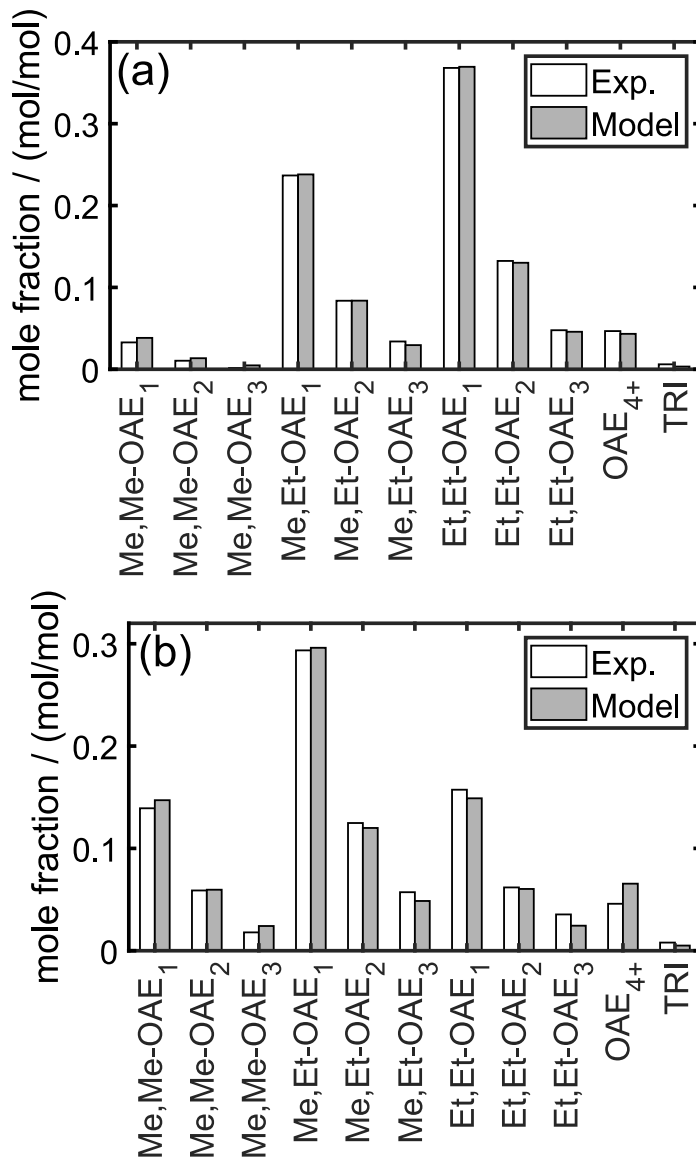 (a)
mole fraction / (mol/mol)
0.4
0.3
0.2
0.1
0
Exp.
Model
Me,Me-OAE₁
Me,Me-OAE₂
Me,Me-OAE₃
Me,Et-OAE₁
Me,Et-OAE₂
Me,Et-OAE₃
Et,Et-OAE₁
Et,Et-OAE₂
Et,Et-OAE₃
OAE₄₊
TRI
(b)
mole fraction / (mol/mol)
0.3
0.2
0.1
0
Exp.
Model
Me,Me-OAE₁
Me,Me-OAE₂
Me,Me-OAE₃
Me,Et-OAE₁
Me,Et-OAE₂
Me,Et-OAE₃
Et,Et-OAE₁
Et,Et-OAE₂
Et,Et-OAE₃
OAE₄₊
TRI